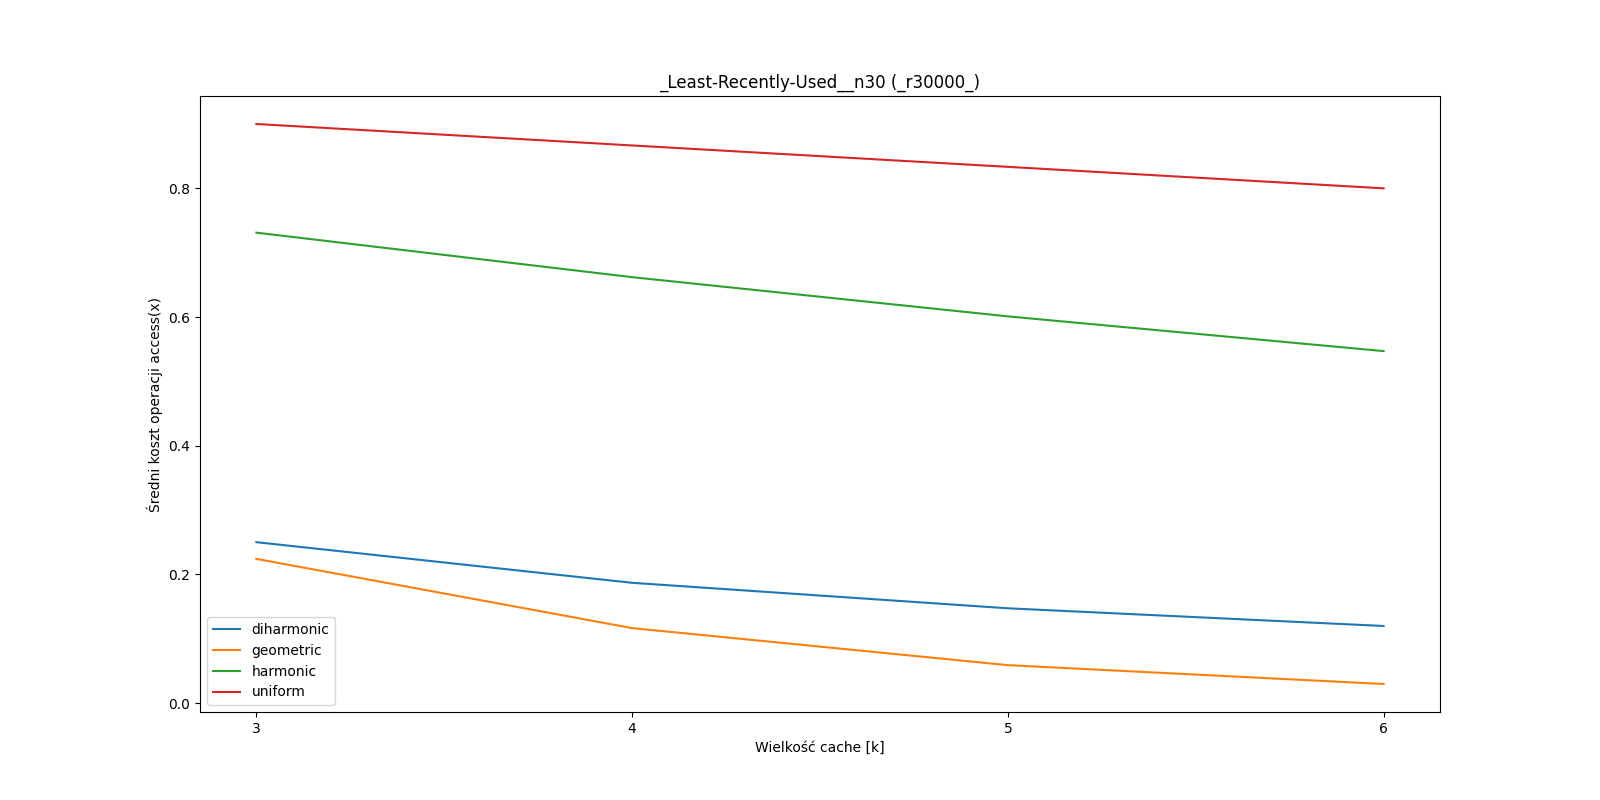 _Least-Recently-Used__n30 (_r30000_)
Średni koszt operacji access(x)
0.8
0.6
0.4
0.2
0.0
diharmonic
geometric
harmonic
uniform
3 4 5 6
Wielkość cache [k]